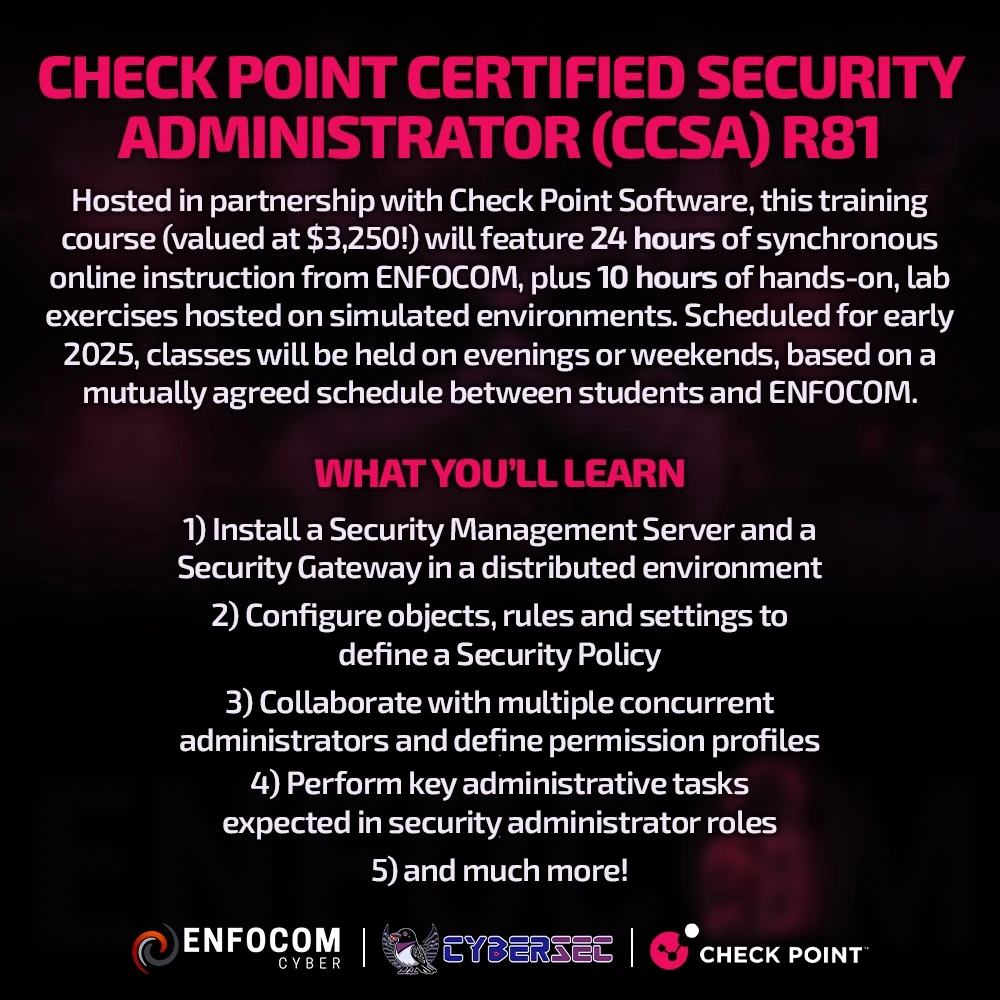 CHECK POINT CERTIFIED SECURITY
ADMINISTRATOR (CCSA) R81
Hosted in partnership with Check Point Software, this training
course (valued at $3,250!) will feature 24 hours of synchronous
online instruction from ENFOCOM, plus 10 hours of hands-on, lab
exercises hosted on simulated environments. Scheduled for early
2025, classes will be held on evenings or weekends, based on a
mutually agreed schedule between students and ENFOCOM.
WHAT YOU'LL LEARN
1) Install a Security Management Server and a
Security Gateway in a distributed environment
2) Configure objects, rules and settings to
define a Security Policy
3) Collaborate with multiple concurrent
administrators and define permission profiles
4) Perform key administrative tasks
expected in security administrator roles
5) and much more!
ENFOCOM
CYBER
CYBERSEC
CHECK POINT™